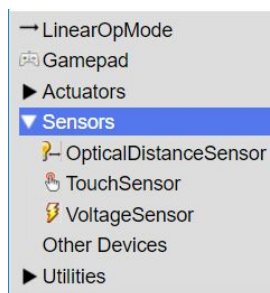 LinearOpMode
Gamepad
Actuators
Sensors
OpticalDistanceSensor
TouchSensor
VoltageSensor
Other Devices
Utilities